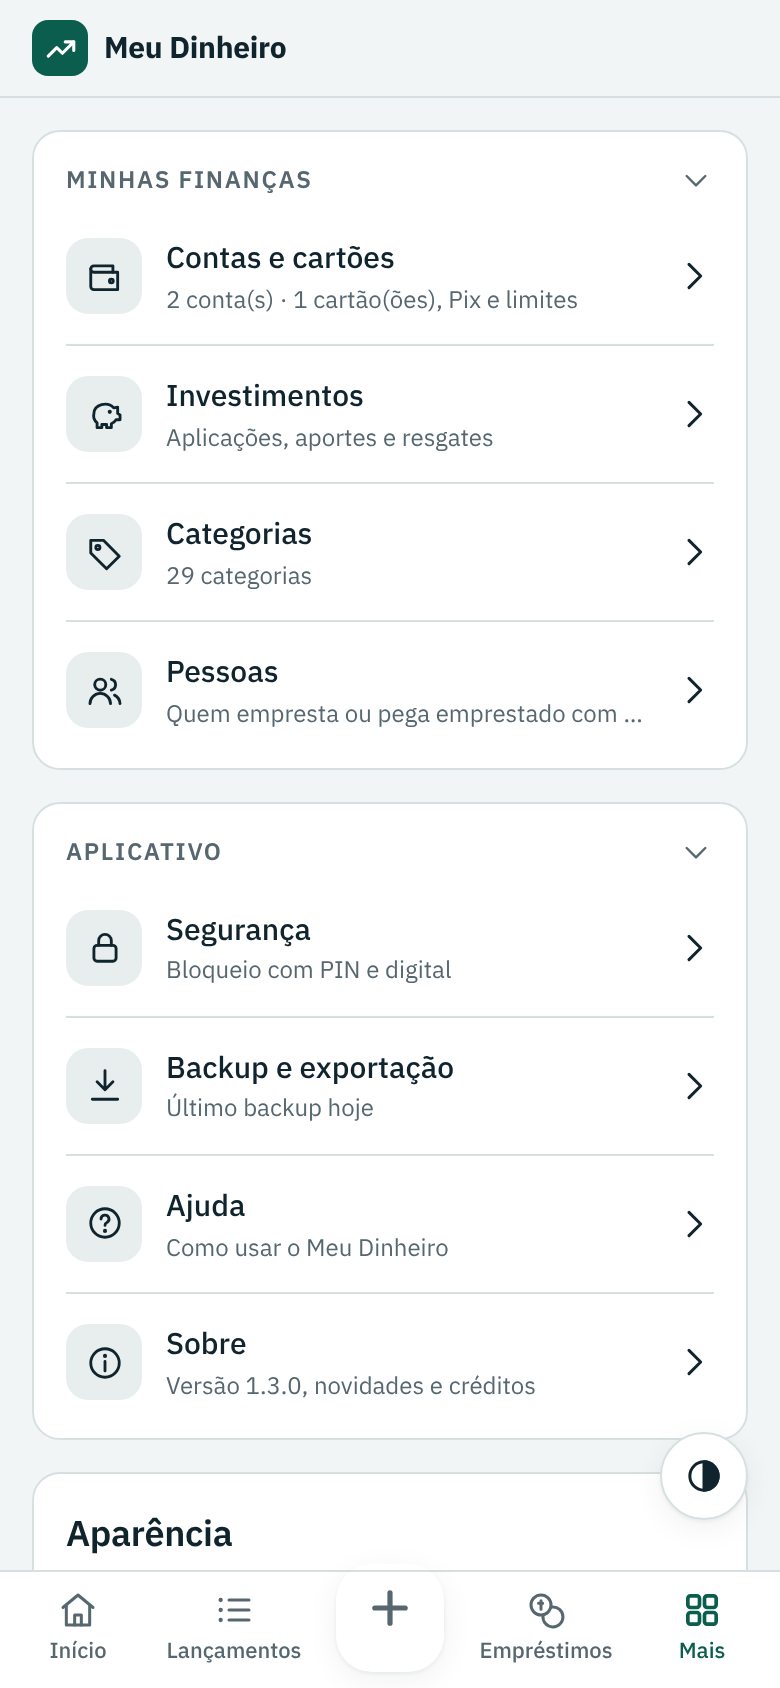 Meu Dinheiro
MINHAS FINANÇAS
Contas e cartões
2 conta(s) · 1 cartão(ões), Pix e limites
Investimentos
Aplicações, aportes e resgates
Categorias
29 categorias
Pessoas
Quem empresta ou pega emprestado com ...
APLICATIVO
Segurança
Bloqueio com PIN e digital
Backup e exportação
Último backup hoje
Ajuda
Como usar o Meu Dinheiro
Sobre
Versão 1.3.0, novidades e créditos
Aparência
Início
Lançamentos
Empréstimos
Mais